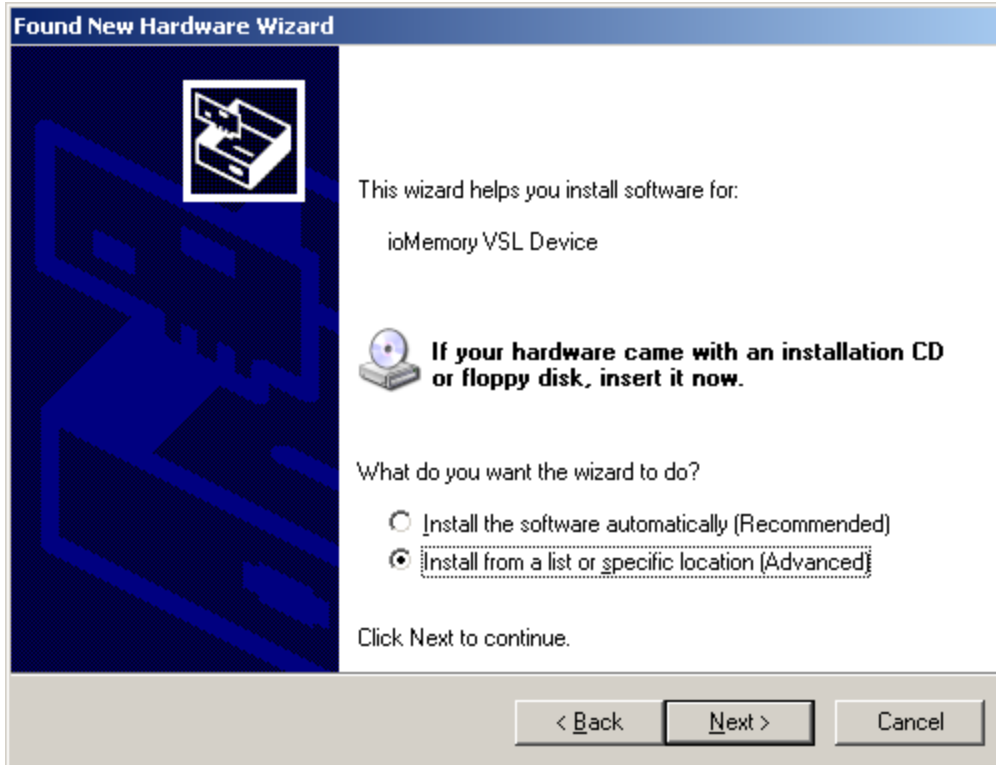 Found New Hardware Wizard
This wizard helps you install software for:
ioMemory VSL Device
If your hardware came with an installation CD
or floppy disk, insert it now.
What do you want the wizard to do?
Install the software automatically (Recommended)
Install from a list or specific location (Advanced)
Click Next to continue.
< Back Next > Cancel